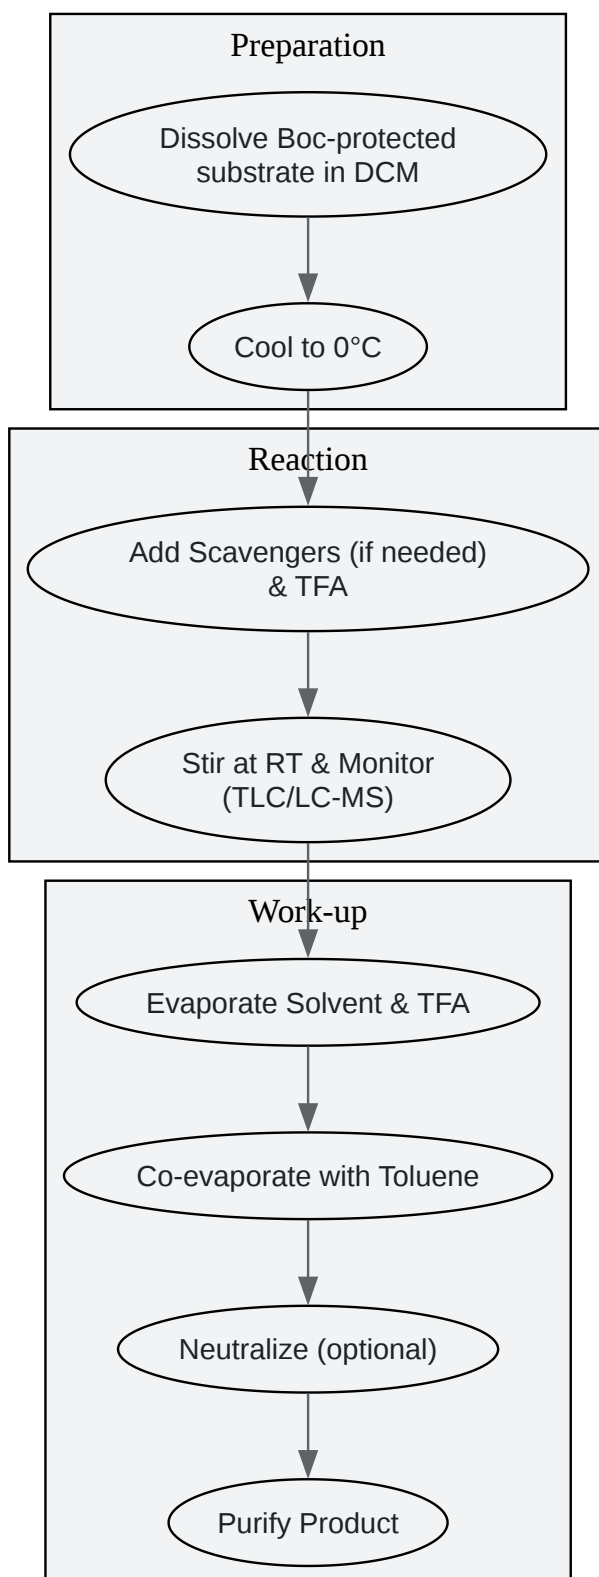 Preparation
Dissolve Boc-protected
substrate in DCM
Cool to 0°C
Reaction
Add Scavengers (if needed)
& TFA
Stir at RT & Monitor
(TLC/LC-MS)
Work-up
Evaporate Solvent & TFA
Co-evaporate with Toluene
Neutralize (optional)
Purify Product